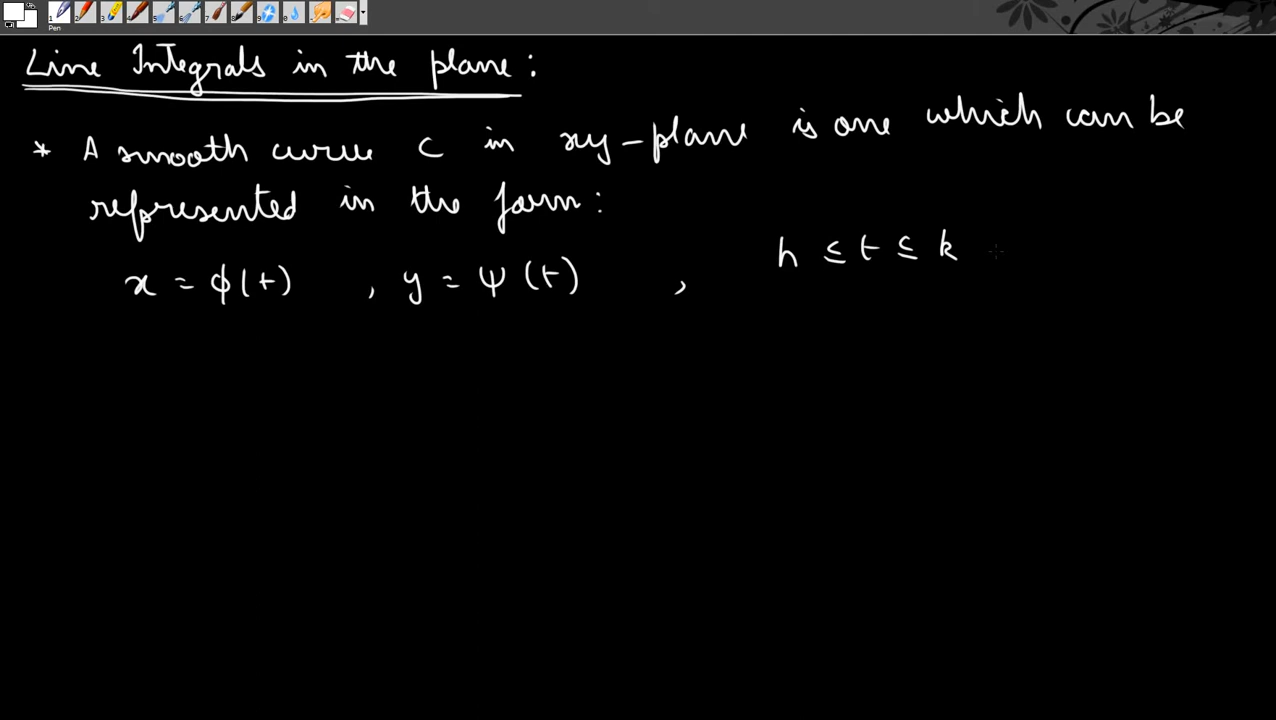 Pen
Line Integrals in the plane:
* A smooth curve C in xy-plane is one which can be
represented in the form:
x = ϕ(t) , y = ψ(t) , h ≤ t ≤ k